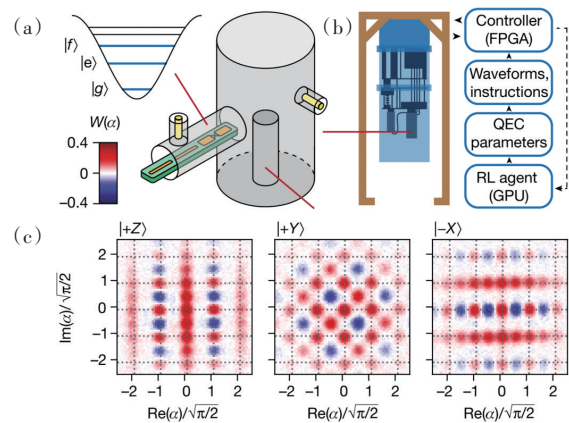 (a)
|f⟩
|e⟩
|g⟩
W(α)
0.4
0
−0.4
(b)
Controller
(FPGA)
Waveforms,
instructions
QEC
parameters
RL agent
(GPU)
(c)
|+Z⟩
|+Y⟩
|−X⟩
Im(α)/√π/2
2
1
0
−1
−2
−2 −1 0 1 2
−2 −1 0 1 2
−2 −1 0 1 2
Re(α)/√π/2
Re(α)/√π/2
Re(α)/√π/2